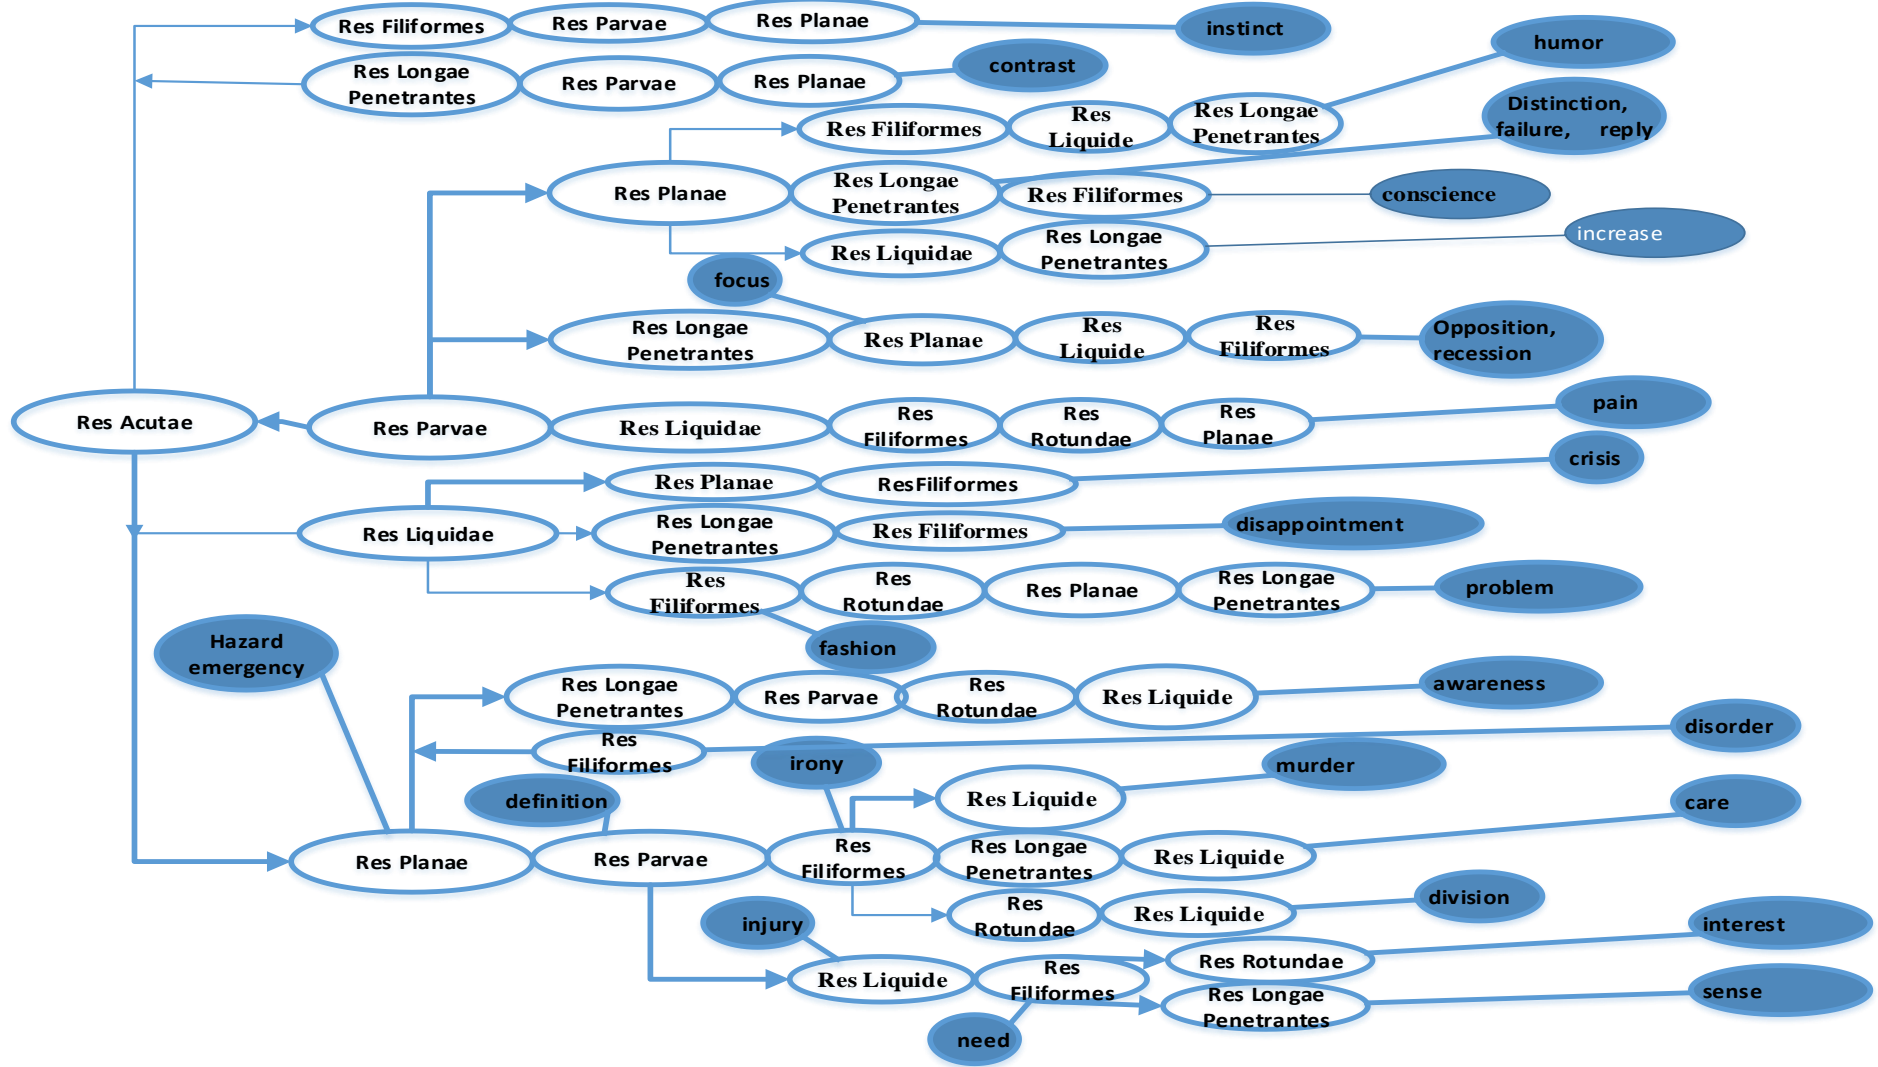 Res Filiformes
Res Parvae
Res Planae
instinct
Res Longae
Penetrantes
Res Parvae
Res Planae
contrast
humor
Res Filiformes
Res
Liquide
Res Longae
Penetrantes
Distinction,
failure, reply
Res Planae
Res Longae
Penetrantes
Res Filiformes
conscience
Res Liquidae
Res Longae
Penetrantes
increase
focus
Res Longae
Penetrantes
Res Planae
Res
Liquide
Res
Filiformes
Opposition,
recession
Res Acutae
Res Parvae
Res Liquidae
Res
Filiformes
Res
Rotundae
Res
Planae
pain
Res Planae
ResFiliformes
crisis
Res Liquidae
Res Longae
Penetrantes
Res Filiformes
disappointment
Res
Filiformes
Res
Rotundae
Res Planae
Res Longae
Penetrantes
problem
fashion
Hazard
emergency
Res Longae
Penetrantes
Res Parvae
Res
Rotundae
Res Liquide
awareness
Res
Filiformes
disorder
irony
definition
Res Liquide
murder
Res Planae
Res Parvae
Res
Filiformes
Res Longae
Penetrantes
Res Liquide
care
Res
Rotundae
Res Liquide
division
injury
Res Liquide
Res
Filiformes
Res Rotundae
interest
Res Longae
Penetrantes
sense
need